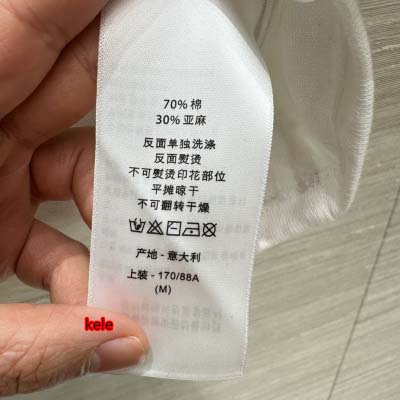 70% 棉
30% 亚麻
反面单独洗涤
反面熨烫
不可熨烫印花部位
平摊晾干
不可翻转干燥
产地 - 意大利
上装 - 170/88A
(M)
kele